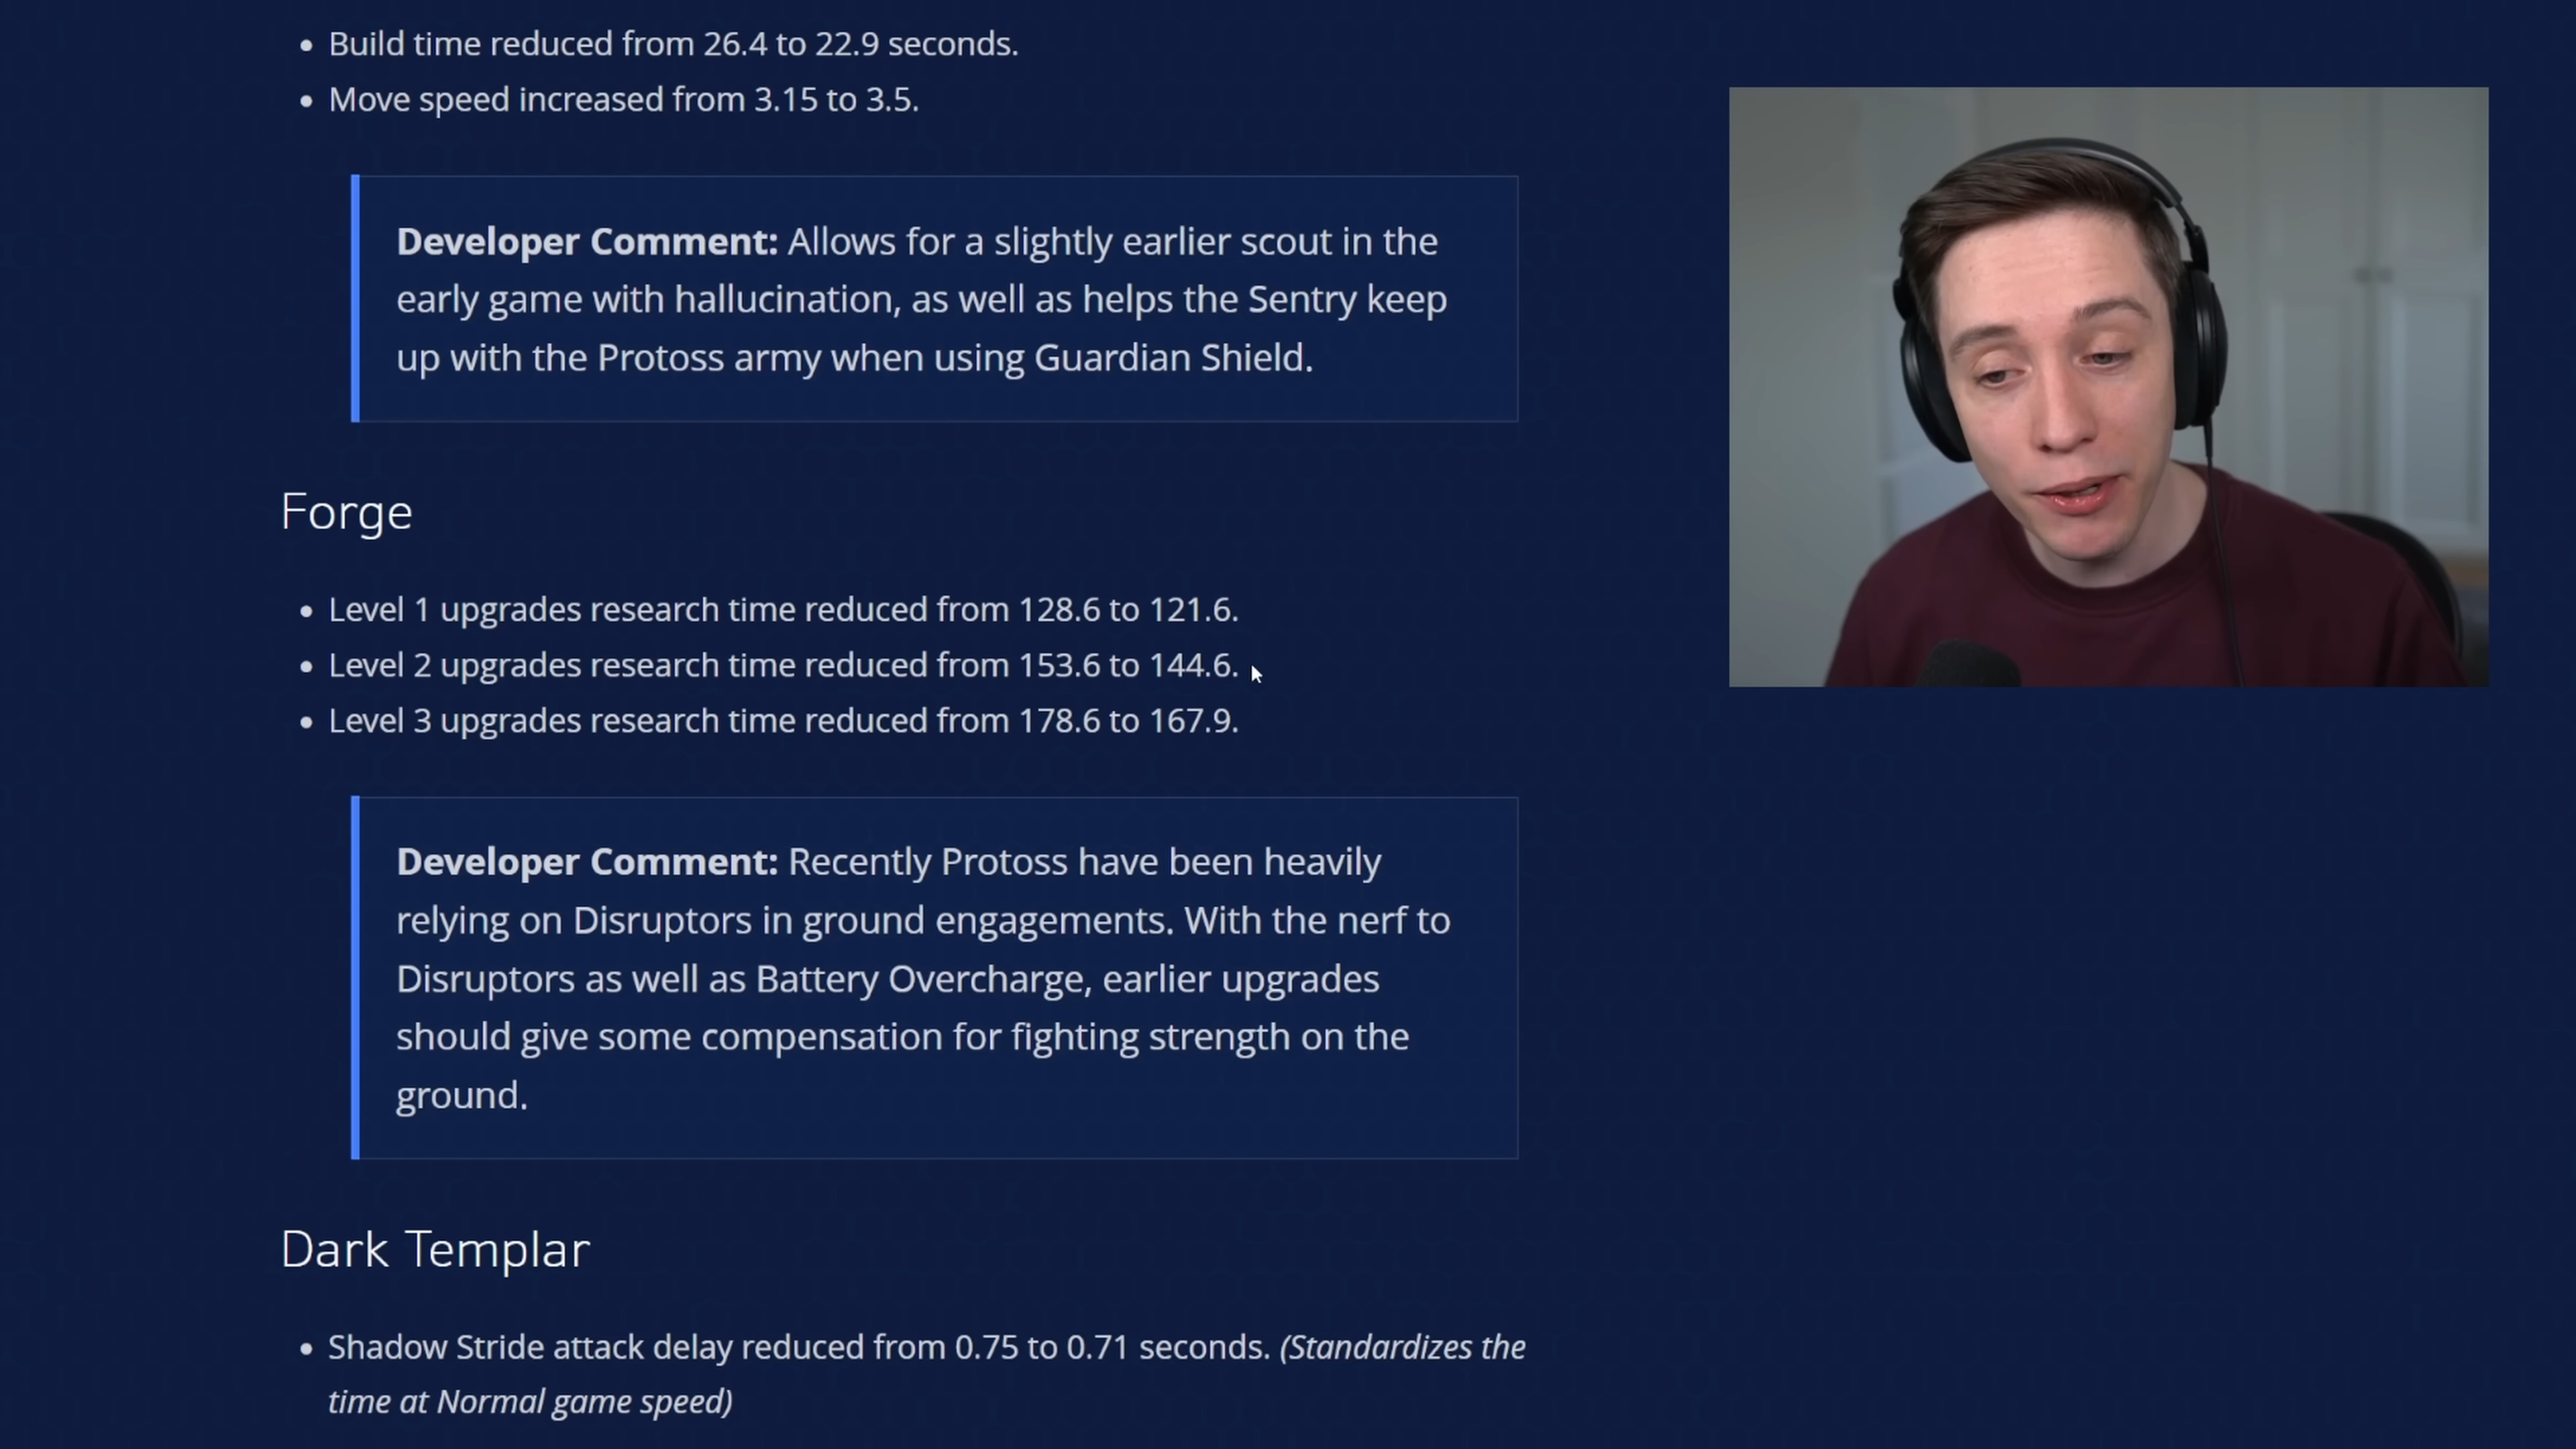 Build time reduced from 26.4 to 22.9 seconds.
Move speed increased from 3.15 to 3.5.
Developer Comment: Allows for a slightly earlier scout in the
early game with hallucination, as well as helps the Sentry keep
up with the Protoss army when using Guardian Shield.
Forge
Level 1 upgrades research time reduced from 128.6 to 121.6.
Level 2 upgrades research time reduced from 153.6 to 144.6.
Level 3 upgrades research time reduced from 178.6 to 167.9.
Developer Comment: Recently Protoss have been heavily
relying on Disruptors in ground engagements. With the nerf to
Disruptors as well as Battery Overcharge, earlier upgrades
should give some compensation for fighting strength on the
ground.
Dark Templar
Shadow Stride attack delay reduced from 0.75 to 0.71 seconds. (Standardizes the
time at Normal game speed)